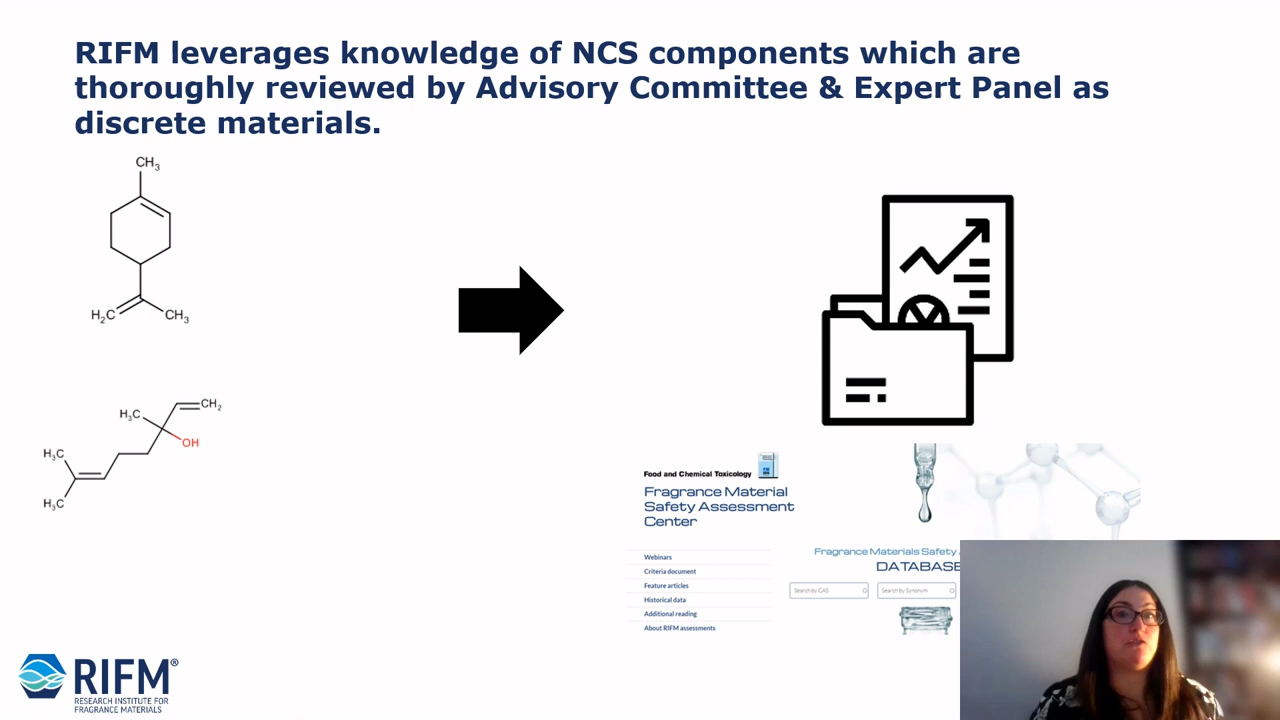 RIFM leverages knowledge of NCS components which are
thoroughly reviewed by Advisory Committee & Expert Panel as
discrete materials.
CH3
H2C
CH3
H3C
CH2
OH
H3C
H3C
Food and Chemical Toxicology
Fragrance Material
Safety Assessment
Center
Webinars
Criteria document
Feature articles
Historical data
Additional reading
About RIFM assessments
Fragrance Materials Safety
DATABASE
Search by CAS
Search by Synonym
RIFM®
RESEARCH INSTITUTE FOR
FRAGRANCE MATERIALS